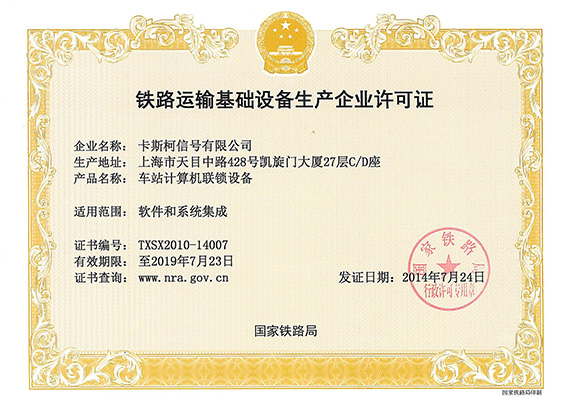 铁路运输基础设备生产企业许可证
企业名称：卡斯柯信号有限公司
生产地址：上海市天目中路428号凯旋门大厦27层C/D座
产品名称：车站计算机联锁设备
适用范围：软件和系统集成
证书编号：TXSX2010-14007
有效期限：至2019年7月23日
证书查询：www.nra.gov.cn
发证日期：2014年7月24日
国家铁路局
行政许可专用章
国家铁路局
国家铁路局印制